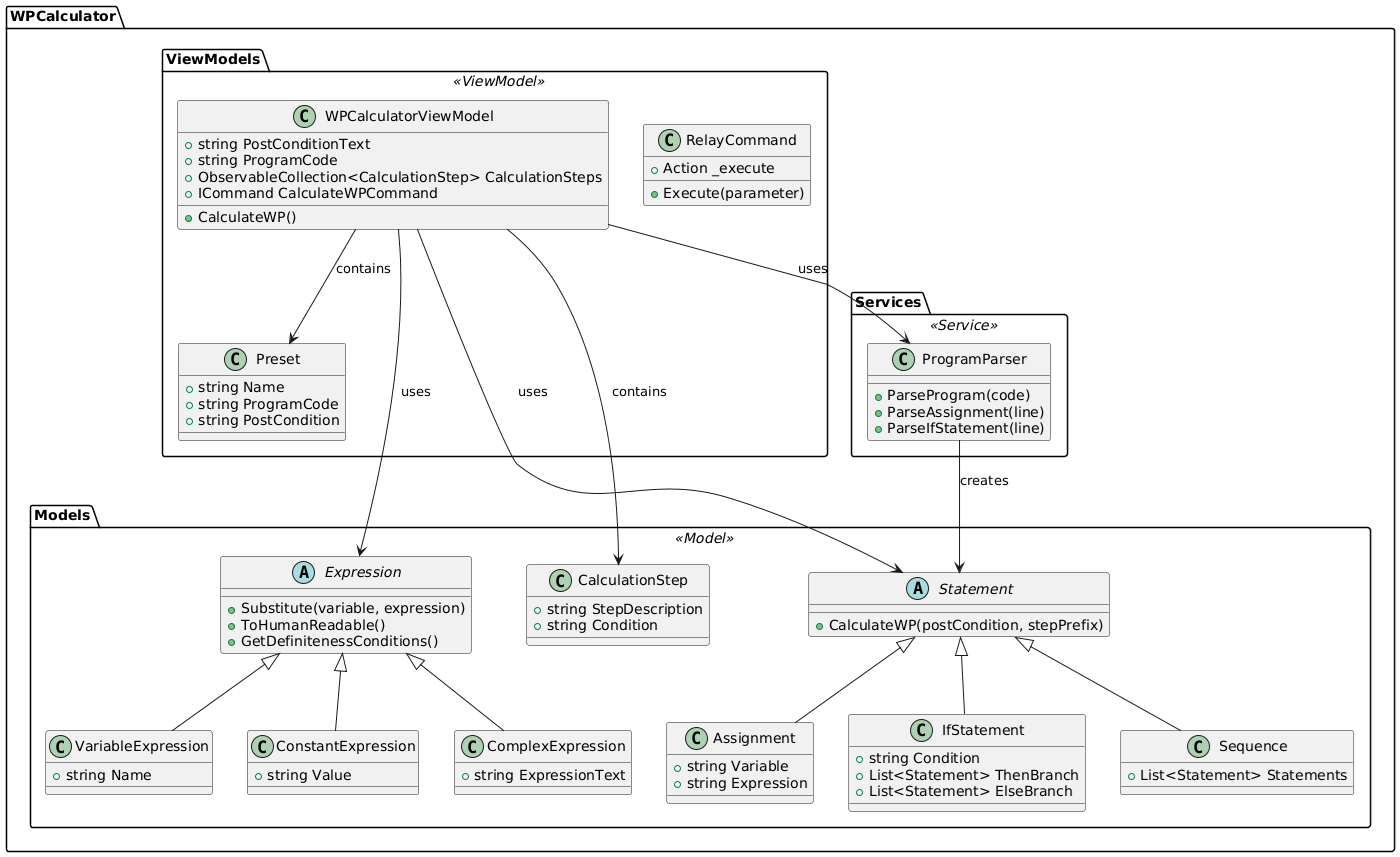 WPCalculator
ViewModels
«ViewModel»
C WPCalculatorViewModel
string PostConditionText
string ProgramCode
ObservableCollection<CalculationStep> CalculationSteps
ICommand CalculateWPCommand
CalculateWP()
C RelayCommand
Action _execute
Execute(parameter)
contains
uses
Services
«Service»
C ProgramParser
ParseProgram(code)
ParseAssignment(line)
ParseIfStatement(line)
C Preset
string Name
string ProgramCode
string PostCondition
uses
uses
contains
creates
Models
«Model»
A Expression
Substitute(variable, expression)
ToHumanReadable()
GetDefinitenessConditions()
C CalculationStep
string StepDescription
string Condition
A Statement
CalculateWP(postCondition, stepPrefix)
C VariableExpression
string Name
C ConstantExpression
string Value
C ComplexExpression
string ExpressionText
C Assignment
string Variable
string Expression
C IfStatement
string Condition
List<Statement> ThenBranch
List<Statement> ElseBranch
C Sequence
List<Statement> Statements